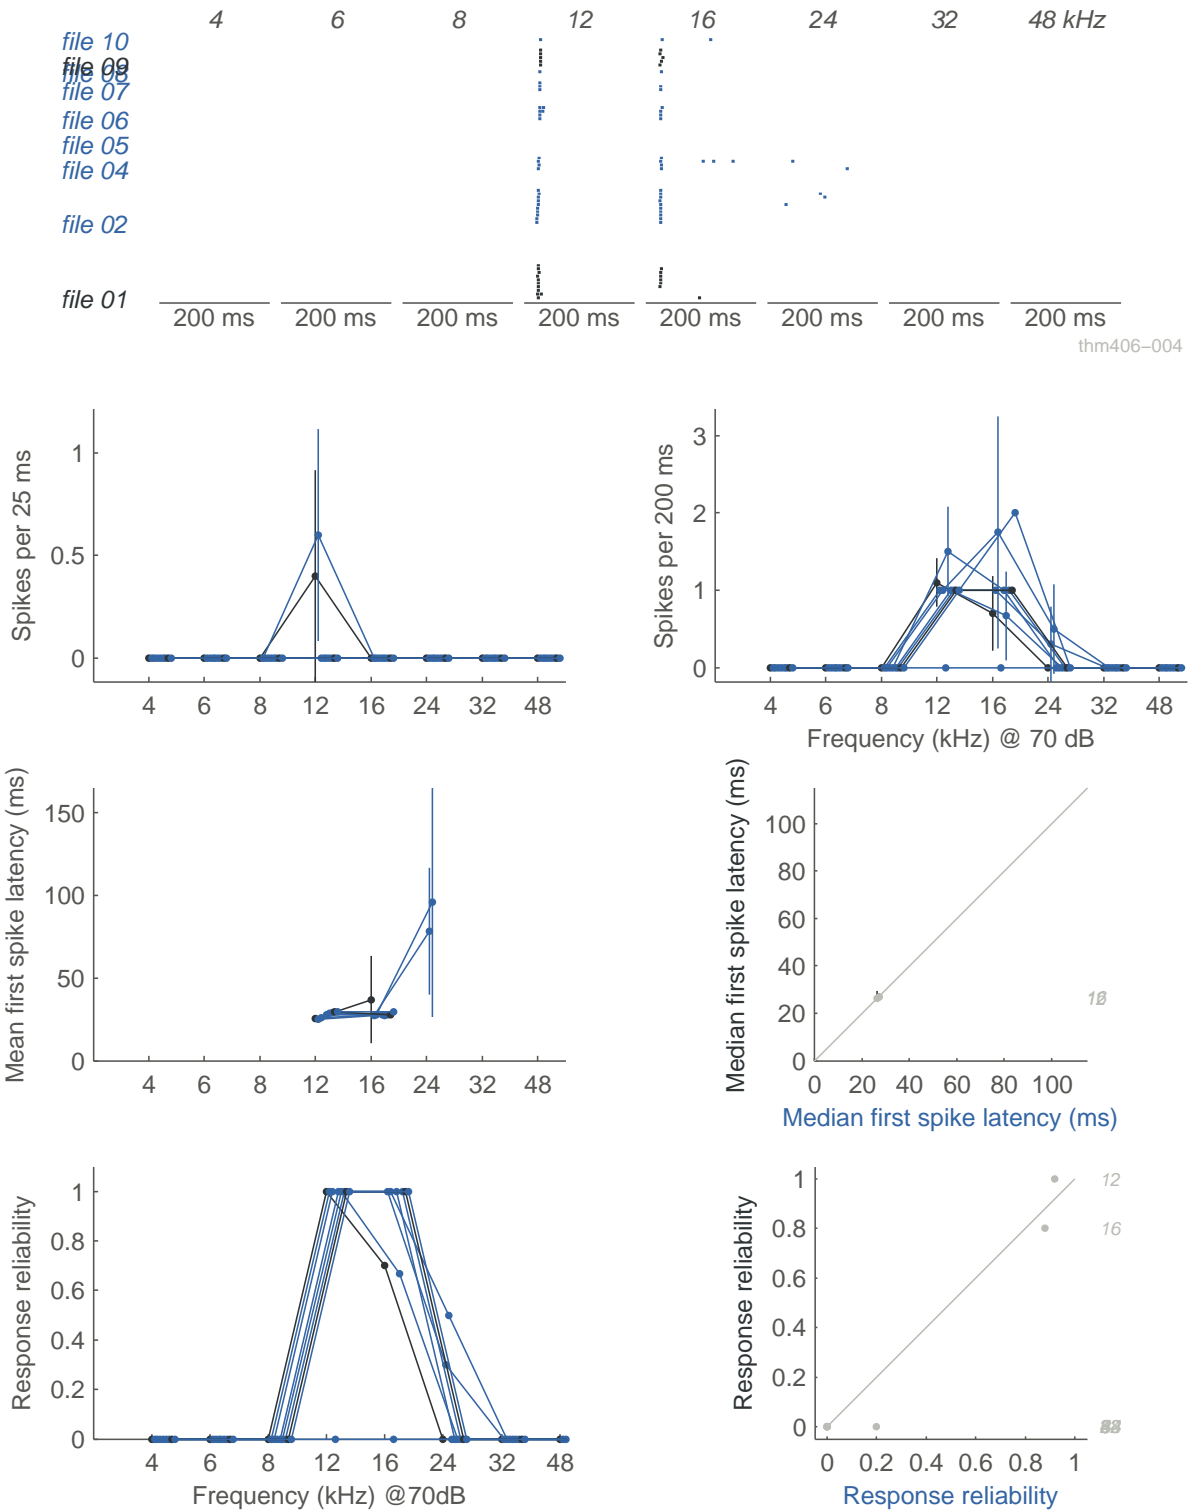 4 6 8 12 16 24 32 48 kHz
file 10
file 09
file 08
file 07
file 06
file 05
file 04
file 02
file 01
200 ms 200 ms 200 ms 200 ms 200 ms 200 ms 200 ms 200 ms
thm406-004
Spikes per 25 ms
1
0.5
0
4 6 8 12 16 24 32 48
Spikes per 200 ms
3
2
1
0
4 6 8 12 16 24 32 48
Frequency (kHz) @ 70 dB
Mean first spike latency (ms)
150
100
50
0
4 6 8 12 16 24 32 48
Median first spike latency (ms)
100
80
60
40
20
0
0 20 40 60 80 100
Median first spike latency (ms)
Response reliability
1
0.8
0.6
0.4
0.2
0
4 6 8 12 16 24 32 48
Frequency (kHz) @70dB
Response reliability
1
0.8
0.6
0.4
0.2
0
12
16
0 0.2 0.4 0.6 0.8 1
Response reliability